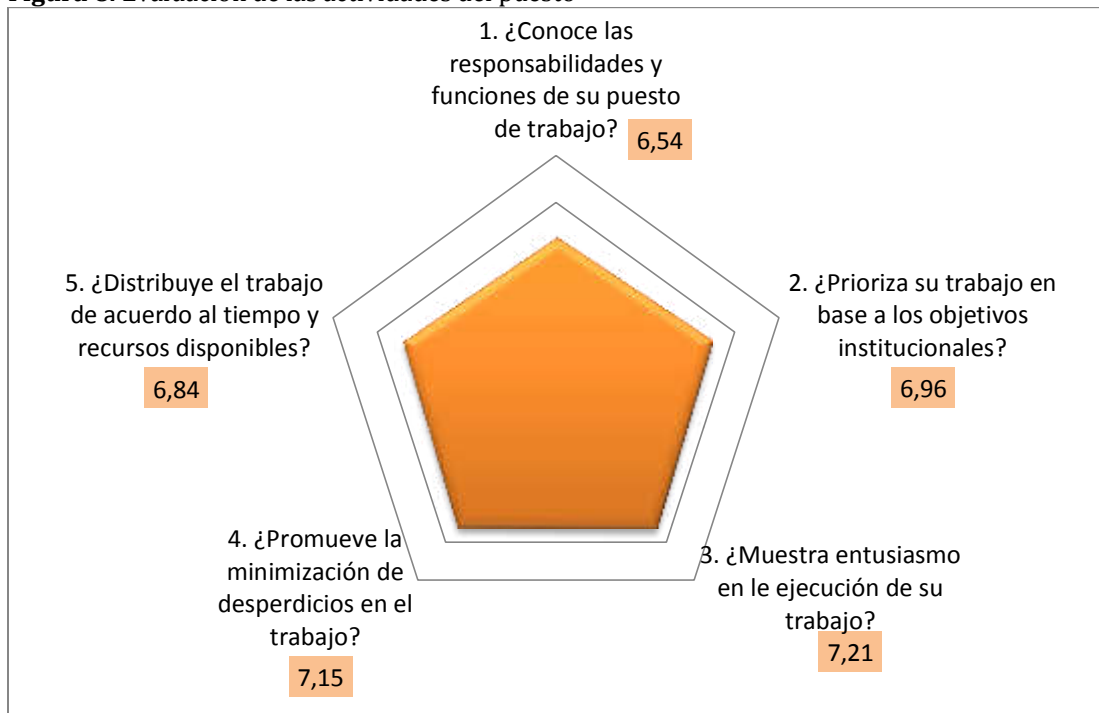 1. ¿Conoce las
responsabilidades y
funciones de su puesto
de trabajo?
6,54
2. ¿Prioriza su trabajo en
base a los objetivos
institucionales?
6,96
3. ¿Muestra entusiasmo
en le ejecución de su
trabajo?
7,21
4. ¿Promueve la
minimización de
desperdicios en el
trabajo?
7,15
5. ¿Distribuye el trabajo
de acuerdo al tiempo y
recursos disponibles?
6,84